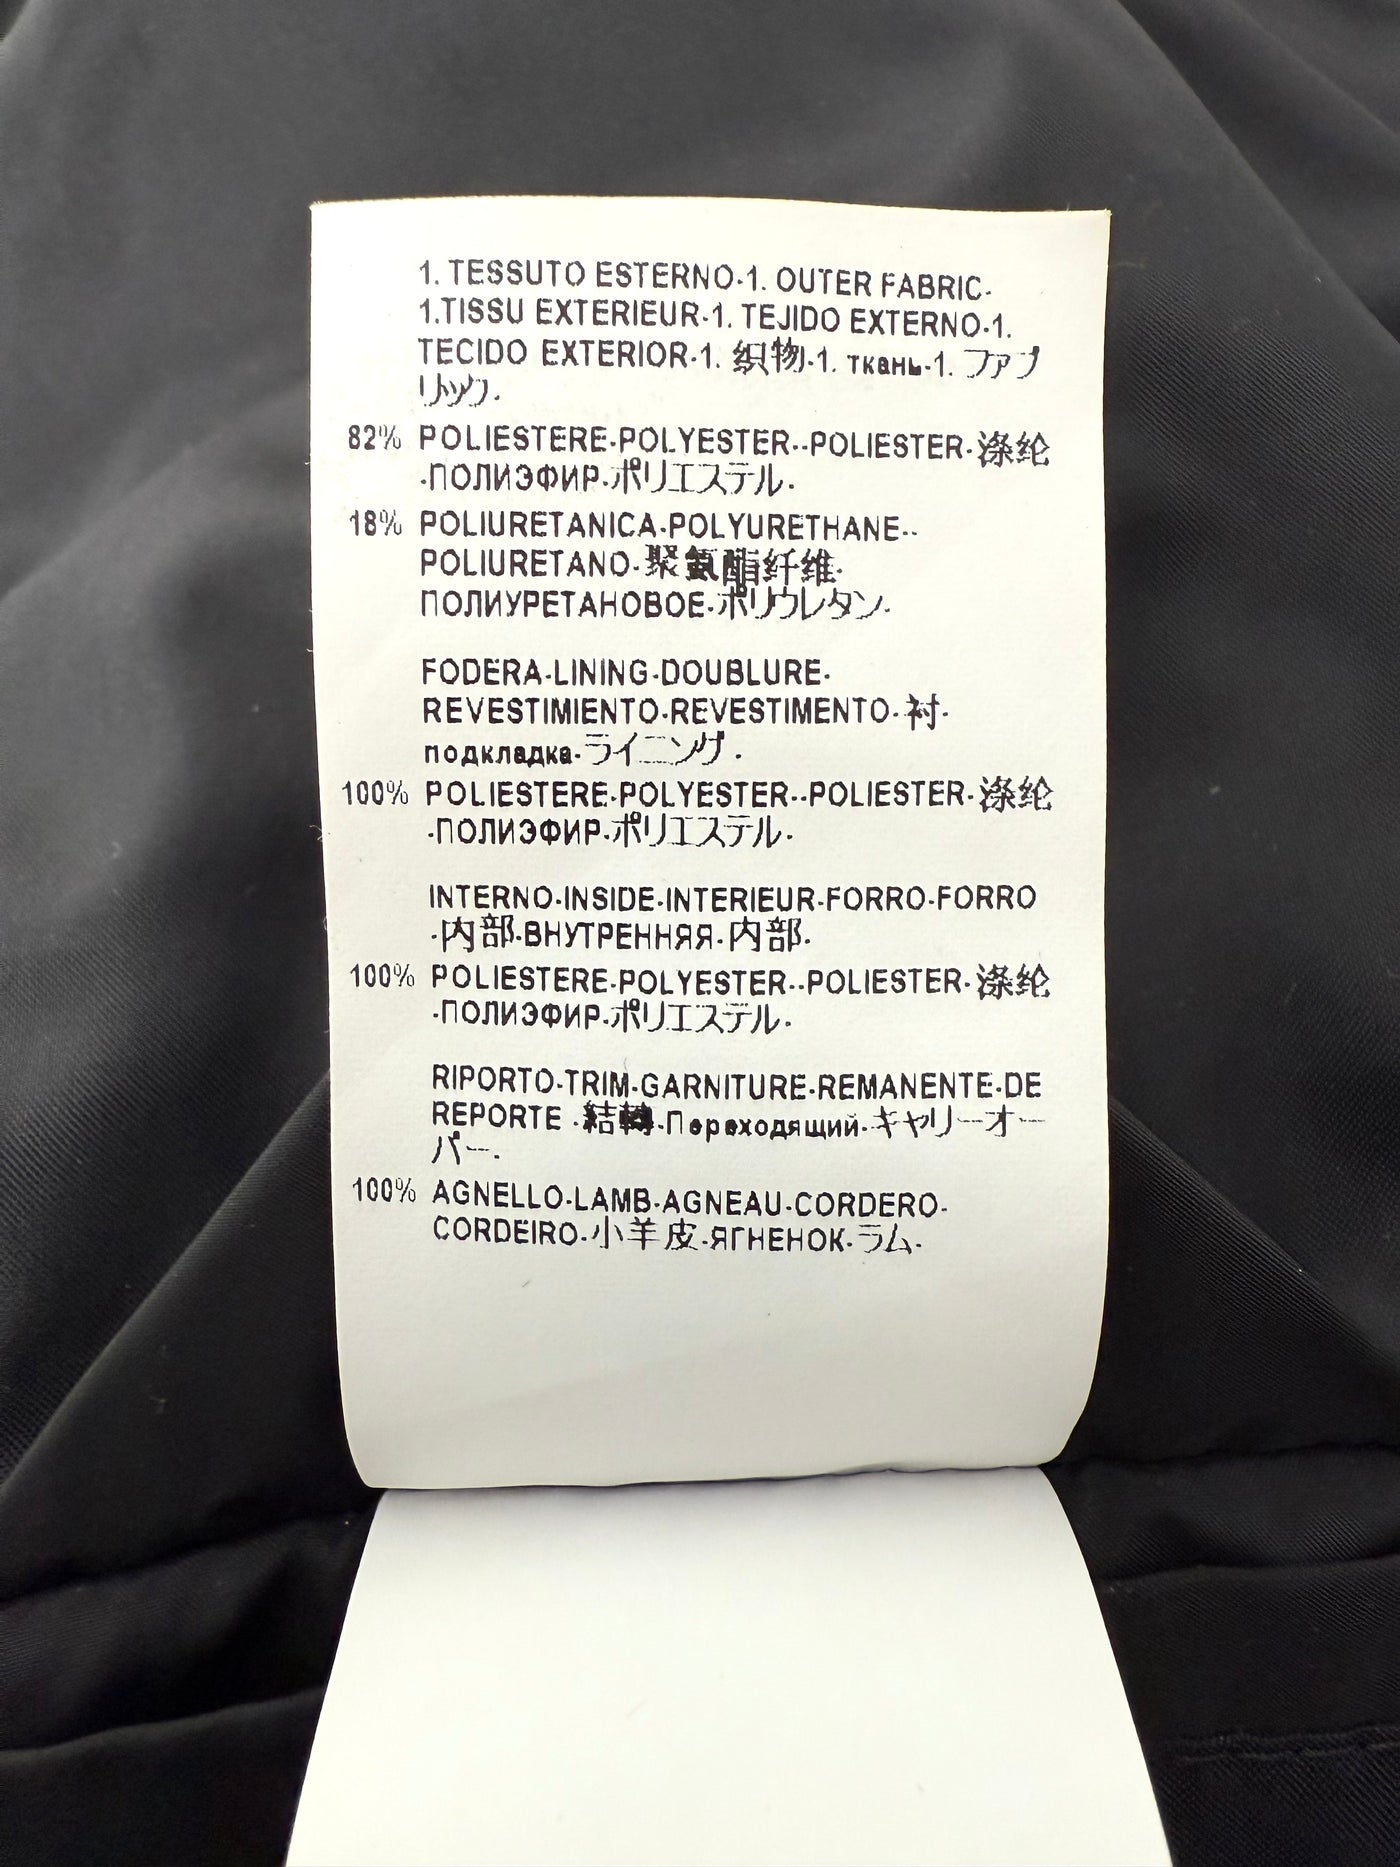 1. TESSUTO ESTERNO-1. OUTER FABRIC-
1.TISSU EXTERIEUR-1. TEJIDO EXTERNO-1.
TECIDO EXTERIOR-1. 织物-1. ткань-1. ファブ
リック-
82% POLIESTERE-POLYESTER--POLIESTER-涤纶
-ПОЛИЭФИР-ポリエステル-
18% POLIURETANICA-POLYURETHANE--
POLIURETANO-聚氨酯纤维-
ПОЛИУРЕТАНОВОЕ-ポリウレタン-
FODERA-LINING-DOUBLURE-
REVESTIMIENTO-REVESTIMENTO-衬-
подкладка-ライニング-
100% POLIESTERE-POLYESTER--POLIESTER-涤纶
-ПОЛИЭФИР-ポリエステル-
INTERNO-INSIDE-INTERIEUR-FORRO-FORRO
-内部-ВНУТРЕННЯЯ-内部-
100% POLIESTERE-POLYESTER--POLIESTER-涤纶
-ПОЛИЭФИР-ポリエステル-
RIPORTO-TRIM-GARNITURE-REMANENTE-DE
REPORTE -結轉-Переходящий-キャリーオー
バー-
100% AGNELLO-LAMB-AGNEAU-CORDERO-
CORDEIRO-小羊皮-ЯГНЕНОК-ラム-